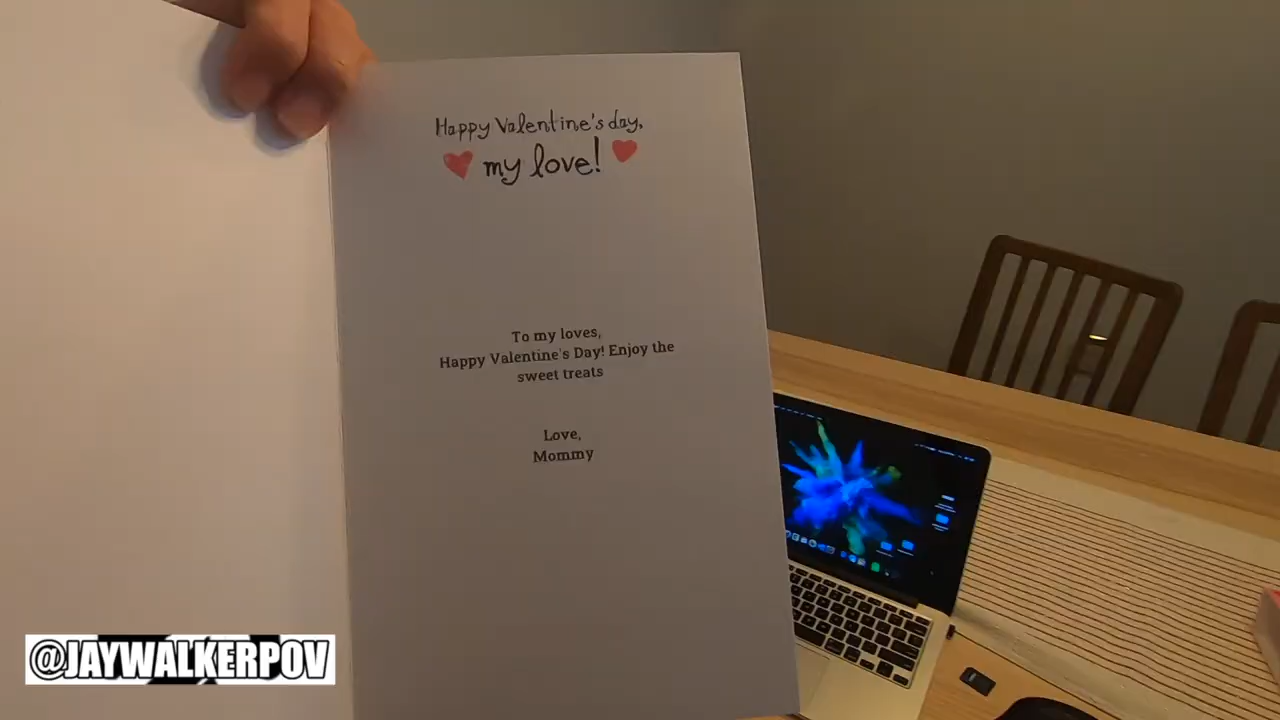 Happy Valentine's day,
my love!
To my loves,
Happy Valentine's Day! Enjoy the
sweet treats
Love,
Mommy
@JAYWALKERPOV